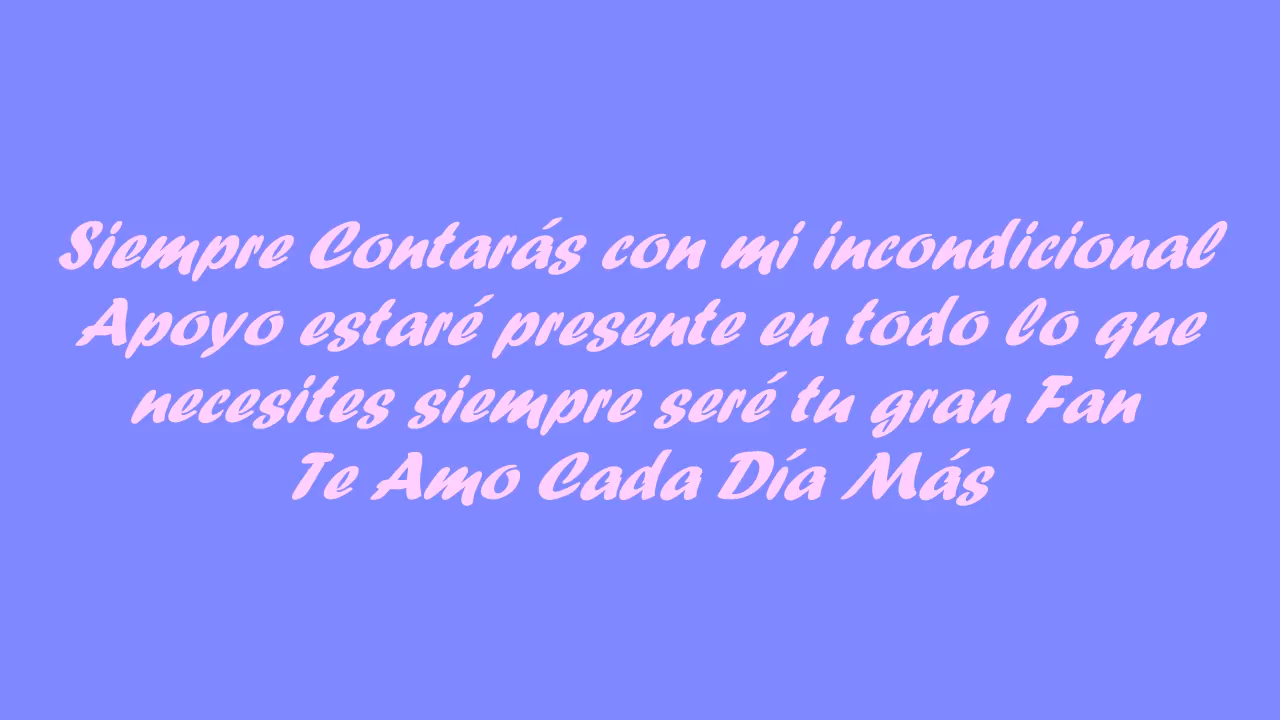 Siempre Contarás con mi incondicional
Apoyo estaré presente en todo lo que
necesites siempre seré tu gran Fan
Te Amo Cada Día Más